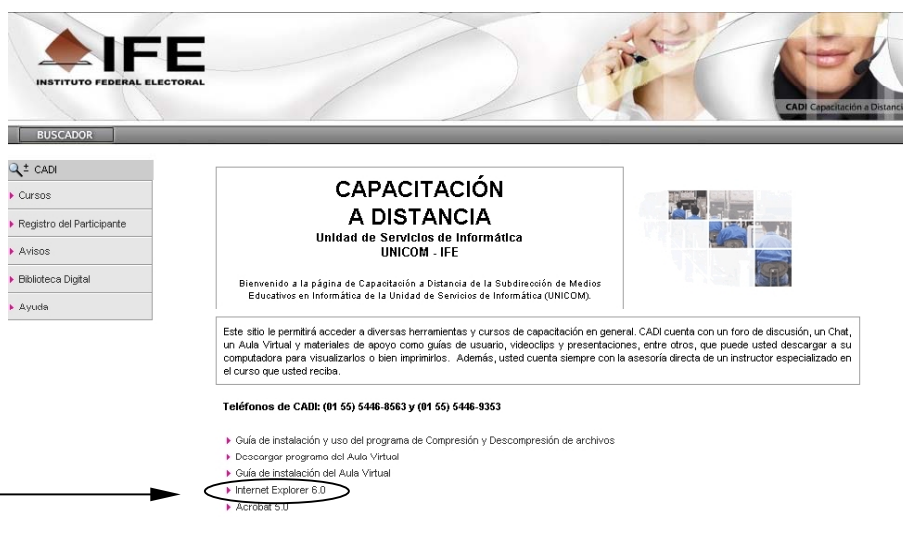 IFE
INSTITUTO FEDERAL ELECTORAL
CADI Capacitación a Distanci
BUSCADOR
CADI
Cursos
Registro del Participante
Avisos
Biblioteca Digital
Ayuda
CAPACITACIÓN
A DISTANCIA
Unidad de Servicios de Informática
UNICOM - IFE
Bienvenido a la página de Capacitación a Distancia de la Subdirección de Medios
Educativos en Informática de la Unidad de Servicios de Informática (UNICOM).
Este sitio le permitirá acceder a diversas herramientas y cursos de capacitación en general. CADI cuenta con un foro de discusión, un Chat,
un Aula Virtual y materiales de apoyo como guías de usuario, videoclips y presentaciones, entre otros, que puede usted descargar a su
computadora para visualizarlos o bien imprimirlos. Además, usted cuenta siempre con la asesoría directa de un instructor especializado en
el curso que usted reciba.
Teléfonos de CADI: (01 55) 5446-8563 y (01 55) 5446-9353
Guía de instalación y uso del programa de Compresión y Descompresión de archivos
Descargar programa del Aula Virtual
Guía de instalación del Aula Virtual
Internet Explorer 6.0
Acrobat 5.0